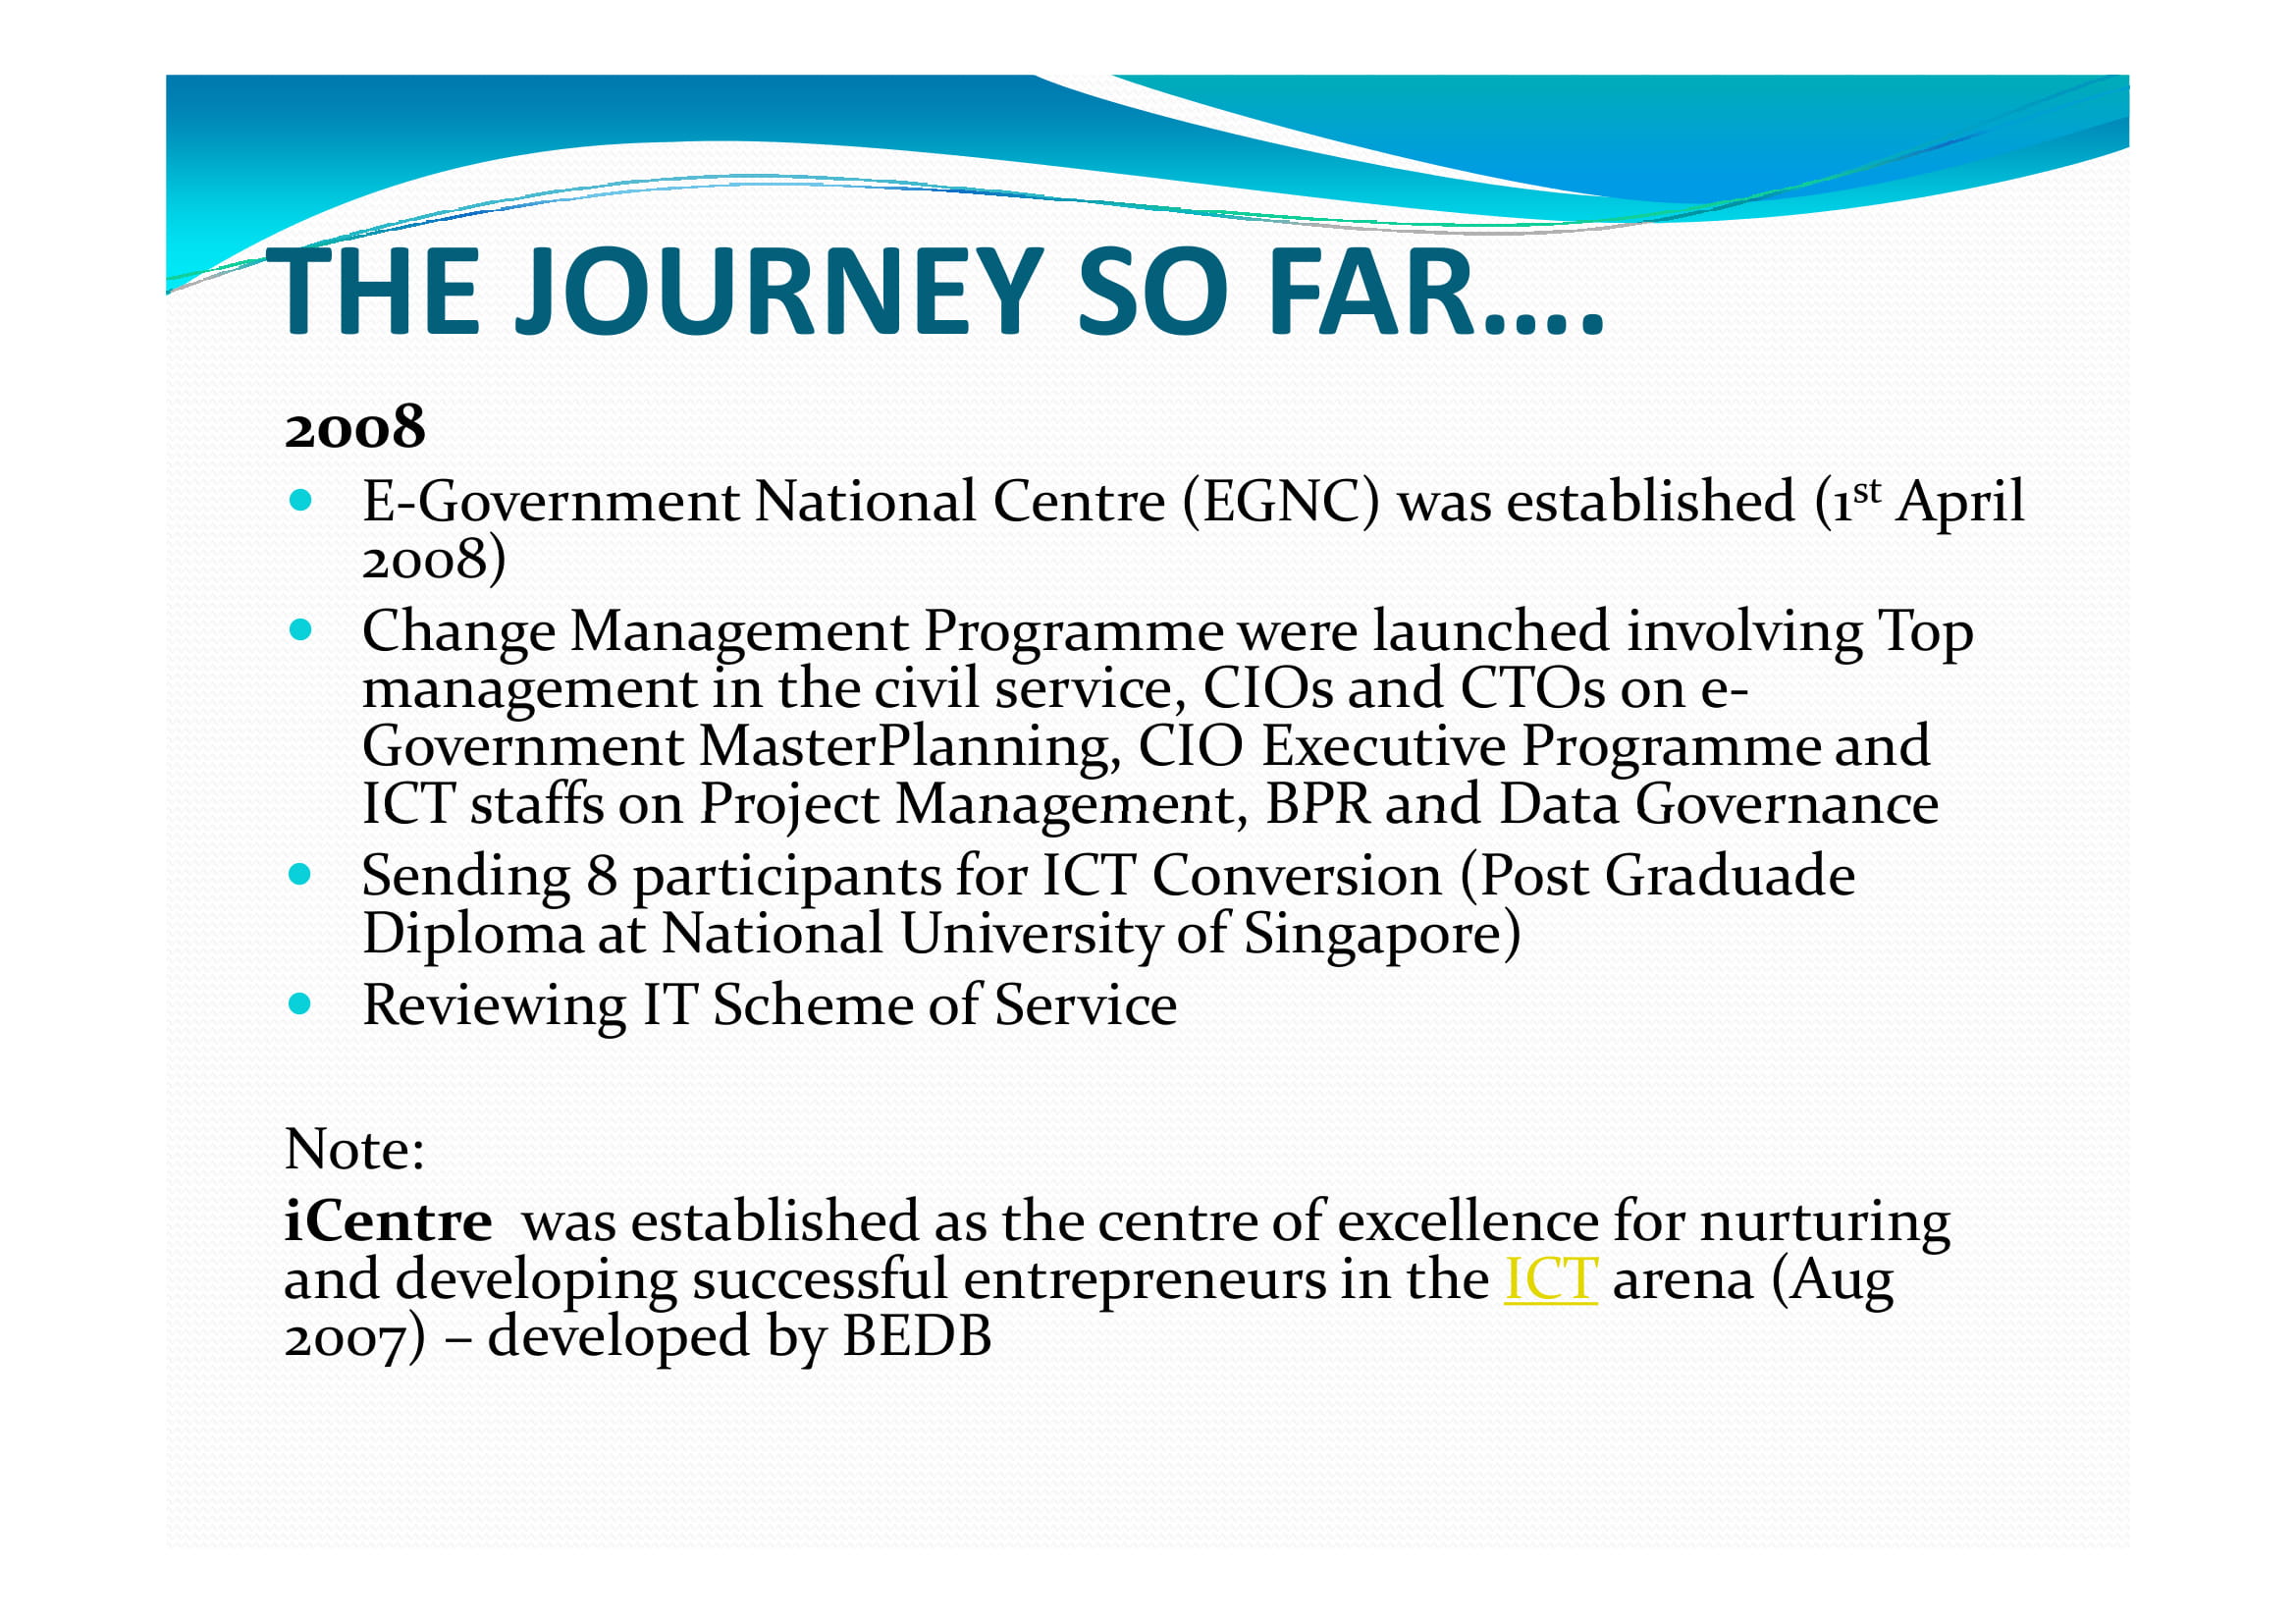 THE JOURNEY SO FAR....
2008
• E-Government National Centre (EGNC) was established (1st April
2008)
• Change Management Programme were launched involving Top
management in the civil service, CIOs and CTOs on e-
Government MasterPlanning, CIO Executive Programme and
ICT staffs on Project Management, BPR and Data Governance
• Sending 8 participants for ICT Conversion (Post Graduade
Diploma at National University of Singapore)
• Reviewing IT Scheme of Service
Note:
iCentre was established as the centre of excellence for nurturing
and developing successful entrepreneurs in the ICT arena (Aug
2007) – developed by BEDB